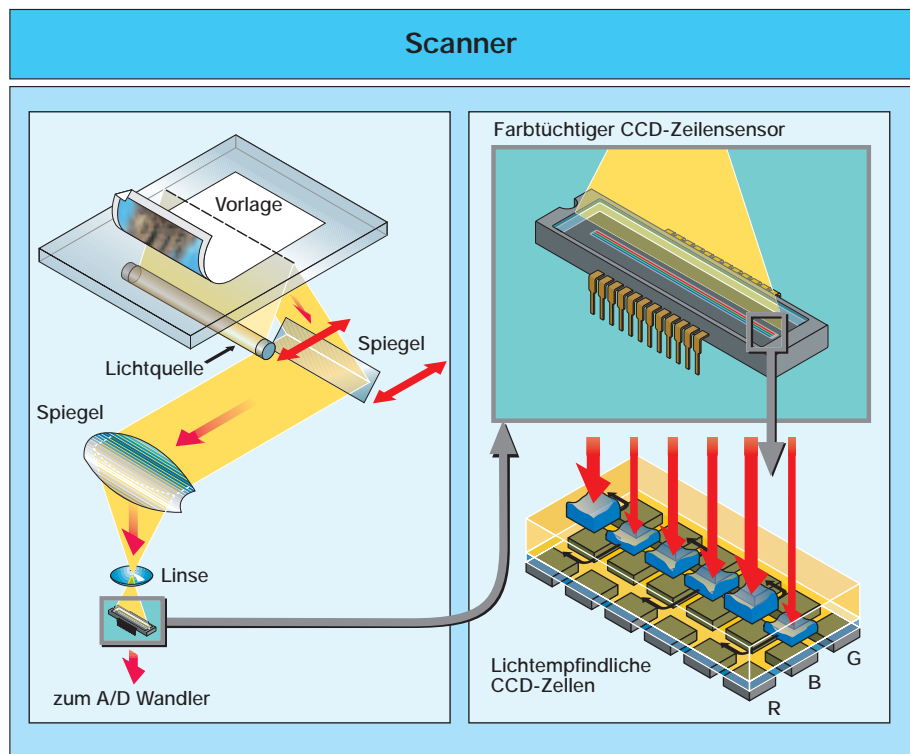 Scanner
Vorlage
Lichtquelle
Spiegel
Spiegel
Linse
zum A/D Wandler
Farbtüchtiger CCD-Zeilensensor
Lichtempfindliche
CCD-Zellen
R
B
G